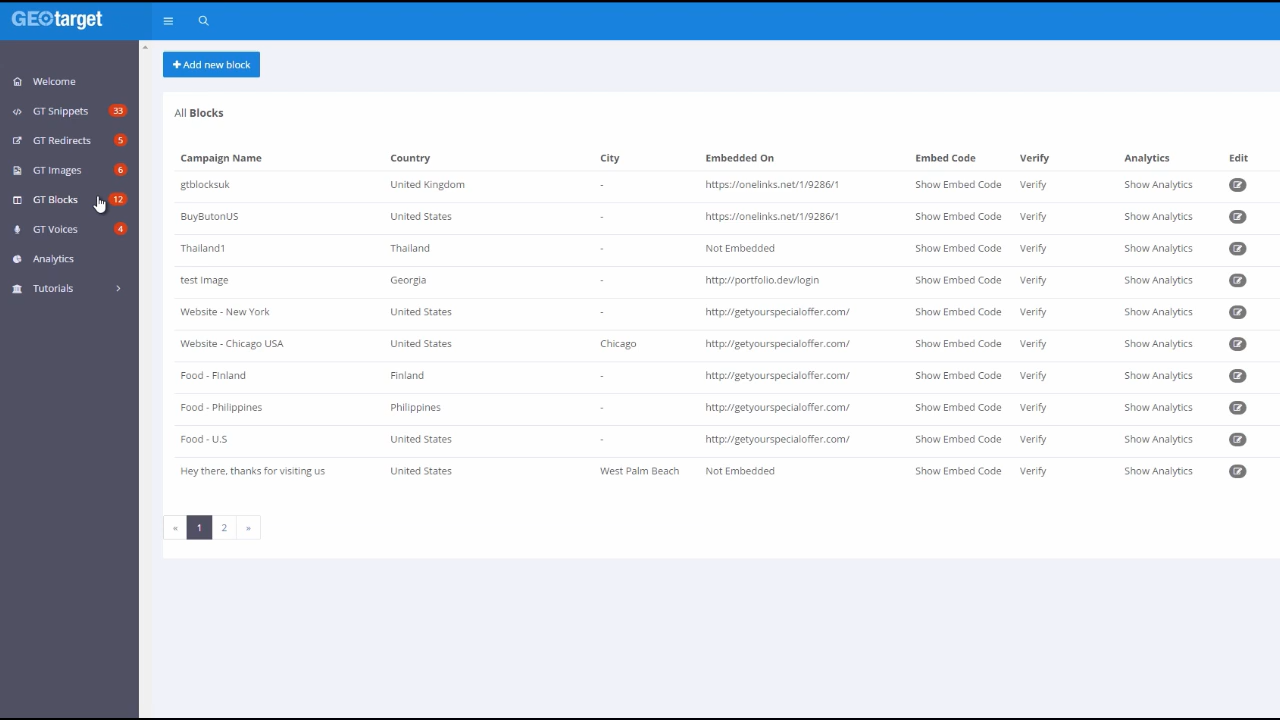 GEOtarget
Welcome
GT Snippets 33
GT Redirects 5
GT Images 6
GT Blocks 12
GT Voices 4
Analytics
Tutorials
Add new block
All Blocks
Campaign Name Country City Embedded On Embed Code Verify Analytics Edit
gtblocksuk United Kingdom - https://onelinks.net/1/9286/1 Show Embed Code Verify Show Analytics
BuyButonUS United States - https://onelinks.net/1/9286/1 Show Embed Code Verify Show Analytics
Thailand1 Thailand - Not Embedded Show Embed Code Verify Show Analytics
test Image Georgia - http://portfolio.dev/login Show Embed Code Verify Show Analytics
Website - New York United States - http://getyourspecialoffer.com/ Show Embed Code Verify Show Analytics
Website - Chicago USA United States Chicago http://getyourspecialoffer.com/ Show Embed Code Verify Show Analytics
Food - Finland Finland - http://getyourspecialoffer.com/ Show Embed Code Verify Show Analytics
Food - Philippines Philippines - http://getyourspecialoffer.com/ Show Embed Code Verify Show Analytics
Food - U.S United States - http://getyourspecialoffer.com/ Show Embed Code Verify Show Analytics
Hey there, thanks for visiting us United States West Palm Beach Not Embedded Show Embed Code Verify Show Analytics
« 1 2 »